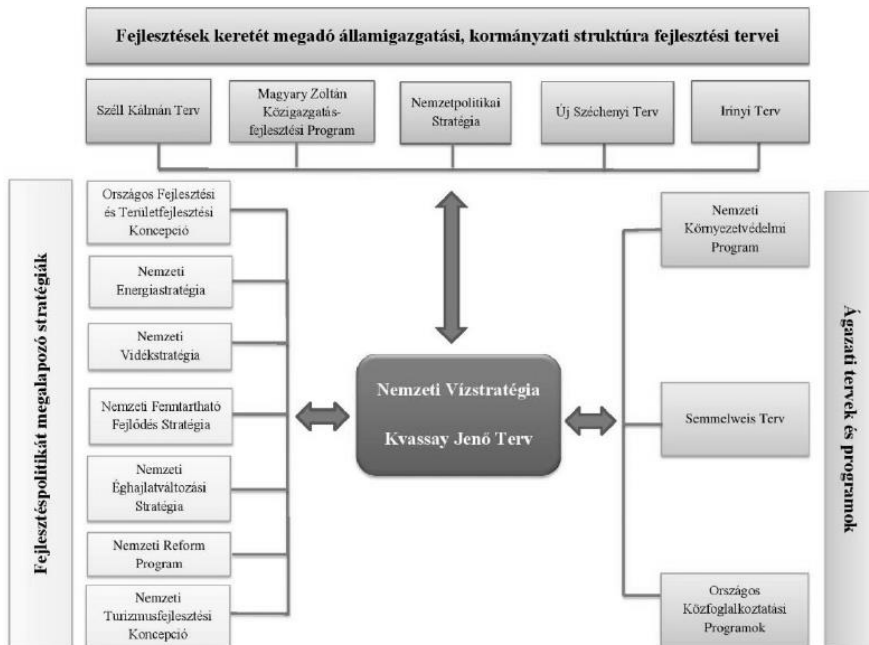 Fejlesztések keretét megadó államigazgatási, kormányzati struktúra fejlesztési tervei
Széll Kálmán Terv
Magyary Zoltán
Közigazgatás-
fejlesztési Program
Nemzetpolitikai
Stratégia
Új Széchenyi Terv
Irinyi Terv
Fejlesztéspolitikát megalapozó stratégiák
Országos Fejlesztési
és Területfejlesztési
Koncepció
Nemzeti
Energiastratégia
Nemzeti
Vidékstratégia
Nemzeti Fenntartható
Fejlődés Stratégia
Nemzeti
Éghajlatváltozási
Stratégia
Nemzeti Reform
Program
Nemzeti
Turizmusfejlesztési
Koncepció
Nemzeti Vízstratégia
Kvassay Jenő Terv
Nemzeti
Környezetvédelmi
Program
Semmelweis Terv
Országos
Közfoglalkoztatási
Programok
Ágazati tervek és programok